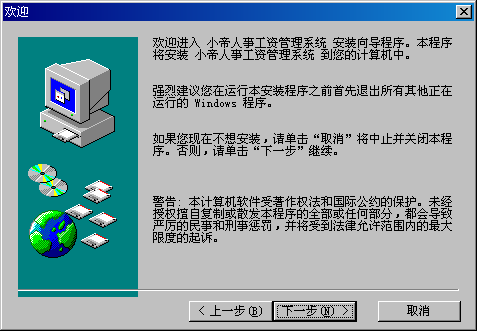 欢迎
欢迎进入 小帝人事工资管理系统 安装向导程序。本程序
将安装 小帝人事工资管理系统 到您的计算机中。
强烈建议您在运行本安装程序之前首先退出所有其他正在
运行的 Windows 程序。
如果您现在不想安装，请单击“取消”将中止并关闭本程
序。否则，请单击“下一步”继续。
警告: 本计算机软件受著作权法和国际公约的保护。未经
授权擅自复制或散发本程序的全部或任何部分，都会导致
严厉的民事和刑事惩罚，并将受到法律允许范围内的最大
限度的起诉。
< 上一步(B)
下一步(N) >
取消